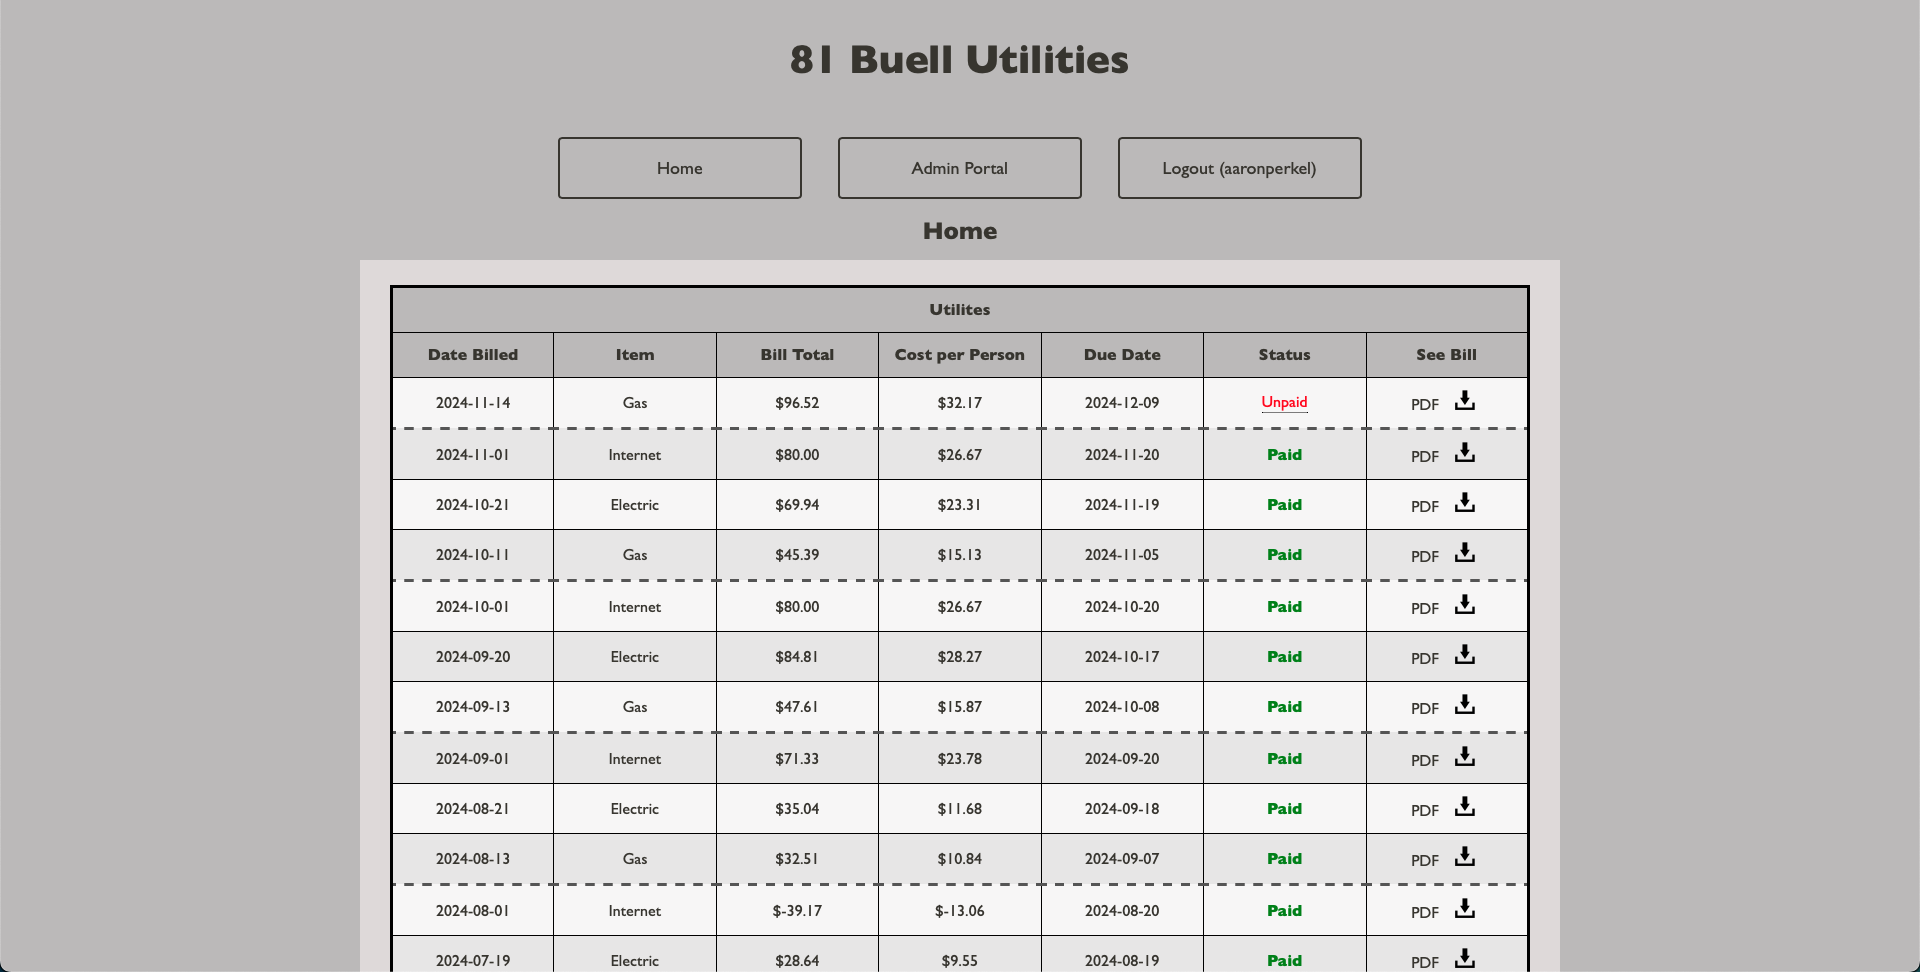 81 Buell Utilities
Home Admin Portal Logout (aaronperkel)
Home
Utilites
Date Billed Item Bill Total Cost per Person Due Date Status See Bill
2024-11-14 Gas $96.52 $32.17 2024-12-09 Unpaid PDF
2024-11-01 Internet $80.00 $26.67 2024-11-20 Paid PDF
2024-10-21 Electric $69.94 $23.31 2024-11-19 Paid PDF
2024-10-11 Gas $45.39 $15.13 2024-11-05 Paid PDF
2024-10-01 Internet $80.00 $26.67 2024-10-20 Paid PDF
2024-09-20 Electric $84.81 $28.27 2024-10-17 Paid PDF
2024-09-13 Gas $47.61 $15.87 2024-10-08 Paid PDF
2024-09-01 Internet $71.33 $23.78 2024-09-20 Paid PDF
2024-08-21 Electric $35.04 $11.68 2024-09-18 Paid PDF
2024-08-13 Gas $32.51 $10.84 2024-09-07 Paid PDF
2024-08-01 Internet $-39.17 $-13.06 2024-08-20 Paid PDF
2024-07-19 Electric $28.64 $9.55 2024-08-19 Paid PDF